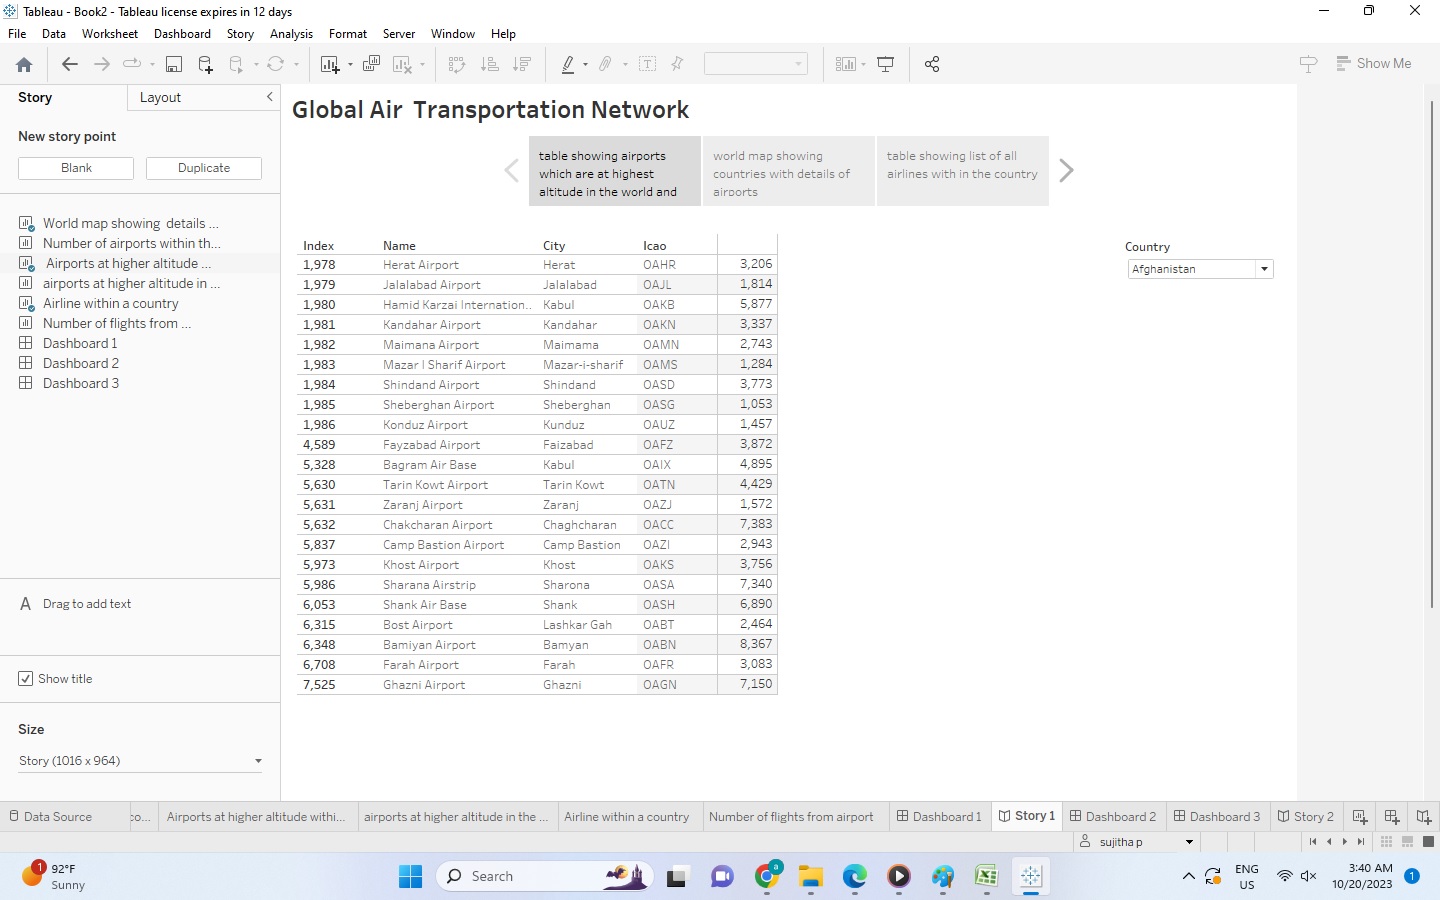 Tableau - Book2 - Tableau license expires in 12 days
File Data Worksheet Dashboard Story Analysis Format Server Window Help
Show Me
Story Layout
New story point
Blank Duplicate
World map showing details ...
Number of airports within th...
Airports at higher altitude ...
airports at higher altitude in ...
Airline within a country
Number of flights from ...
Dashboard 1
Dashboard 2
Dashboard 3
A Drag to add text
Show title
Size
Story (1016 x 964)
Global Air Transportation Network
table showing airports
which are at highest
altitude in the world and
world map showing
countries with details of
airports
table showing list of all
airlines with in the country
Country
Afghanistan
Index Name City Icao
1,978 Herat Airport Herat OAHR 3,206
1,979 Jalalabad Airport Jalalabad OAJL 1,814
1,980 Hamid Karzai Internation.. Kabul OAKB 5,877
1,981 Kandahar Airport Kandahar OAKN 3,337
1,982 Maimana Airport Maimama OAMN 2,743
1,983 Mazar I Sharif Airport Mazar-i-sharif OAMS 1,284
1,984 Shindand Airport Shindand OASD 3,773
1,985 Sheberghan Airport Sheberghan OASG 1,053
1,986 Konduz Airport Kunduz OAUZ 1,457
4,589 Fayzabad Airport Faizabad OAFZ 3,872
5,328 Bagram Air Base Kabul OAIX 4,895
5,630 Tarin Kowt Airport Tarin Kowt OATN 4,429
5,631 Zaranj Airport Zaranj OAZJ 1,572
5,632 Chakcharan Airport Chaghcharan OACC 7,383
5,837 Camp Bastion Airport Camp Bastion OAZI 2,943
5,973 Khost Airport Khost OAKS 3,756
5,986 Sharana Airstrip Sharona OASA 7,340
6,053 Shank Air Base Shank OASH 6,890
6,315 Bost Airport Lashkar Gah OABT 2,464
6,348 Bamiyan Airport Bamyan OABN 8,367
6,708 Farah Airport Farah OAFR 3,083
7,525 Ghazni Airport Ghazni OAGN 7,150
Data Source co... Airports at higher altitude withi... airports at higher altitude in the ... Airline within a country Number of flights from airport Dashboard 1 Story 1 Dashboard 2 Dashboard 3 Story 2
sujitha p
1 92°F
Sunny
Search
a
ENG
US
3:40 AM
10/20/2023
1